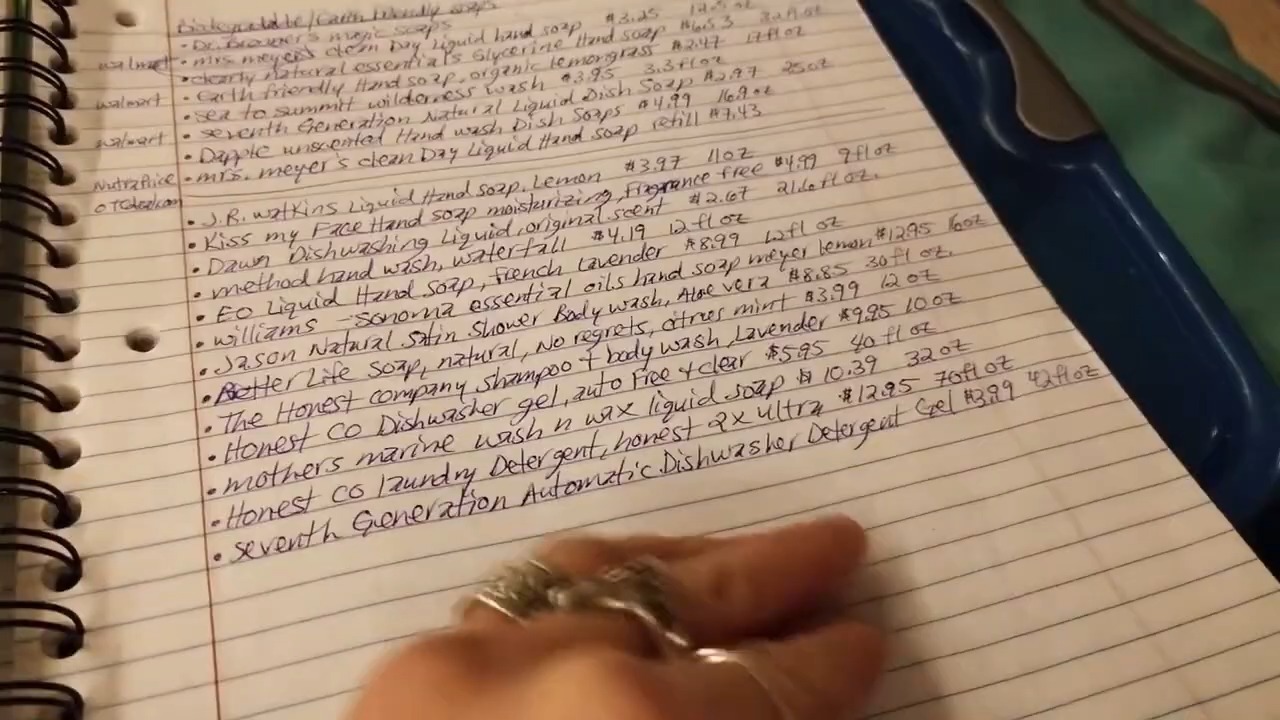 Biodegradable/Earth friendly soaps
• Dr. Bronner's magic soaps
walmart • mrs meyers clean Day Liquid hand soap $3.25 12.5 oz
• clearly natural essential's Glycerine Hand soap $6.53 32 fl oz
• earth friendly Hand soap, organic lemongrass $2.47 17 fl oz
walmart • sea to summit wilderness wash $3.95 3.3 fl oz
• seventh Generation Natural Liquid Dish Soap $2.97 25 oz
walmart • Dapple unscented Hand wash Dish Soaps $4.99 16.9 oz
• mrs. meyer's clean Day Liquid Hand soap refill $7.43
Nutra Price
OTC
• J.R. watkins Liquid Hand soap. Lemon $3.97 11 oz
• Kiss my Face Hand soap moisturizing, fragrance free $4.99 9 fl oz
• Dawn Dishwashing Liquid, original scent $2.67 21.6 fl oz.
• method hand wash, waterfall $4.19 12 fl oz
• EO Liquid Hand soap, french Lavender $8.99 12 fl oz
• williams-sonoma essential oils hand soap meyer lemon $12.95 16 oz
• Jason Natural Satin Shower Body wash, Aloe vera $8.85 30 fl oz.
• Better Life soap, natural, No regrets, citrus mint $3.99 12 oz
• The Honest company shampoo + body wash, Lavender $9.95 10 oz
• Honest CO Dishwasher gel, auto Free & clear $5.95 40 fl oz
• mothers marine wash n wax liquid soap $10.39 32 oz
• Honest CO laundry Detergent, honest 2x ultra $12.95 70 fl oz
• seventh Generation Automatic Dishwasher Detergent Gel $3.99 42 fl oz